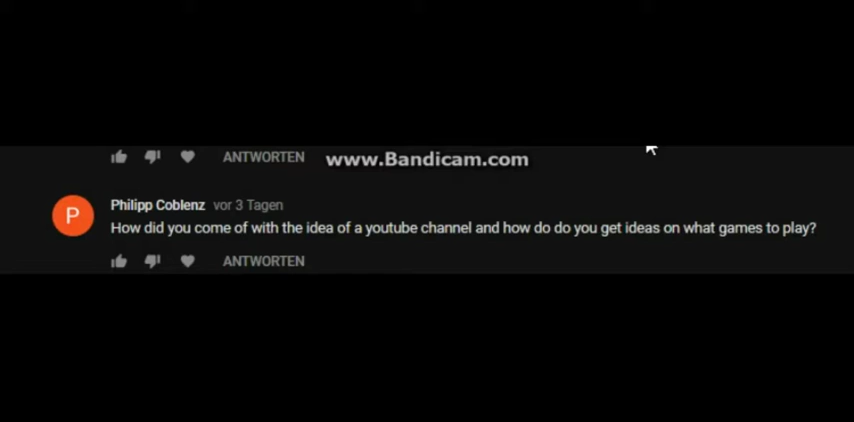 ANTWORTEN
www.Bandicam.com
P
Philipp Coblenz vor 3 Tagen
How did you come of with the idea of a youtube channel and how do do you get ideas on what games to play?
ANTWORTEN